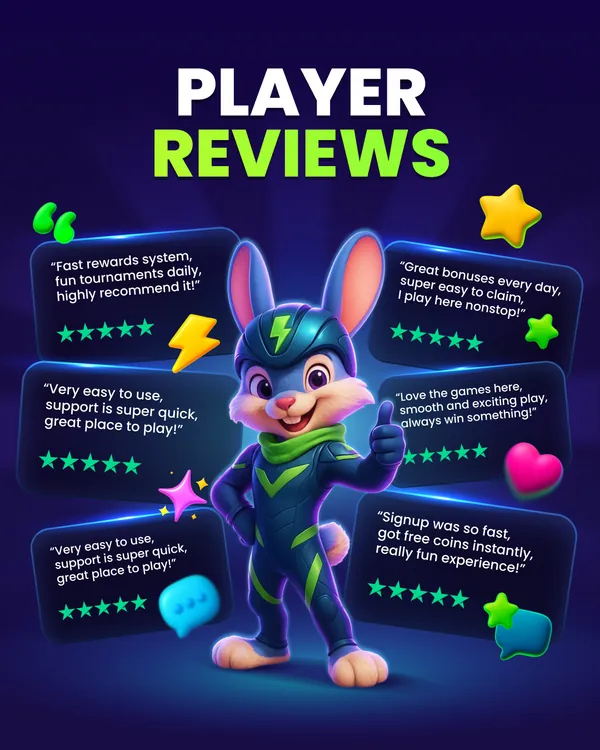 PLAYER
REVIEWS
“Fast rewards system,
fun tournaments daily,
highly recommend it!”
“Great bonuses every day,
super easy to claim,
I play here nonstop!”
“Very easy to use,
support is super quick,
great place to play!”
“Love the games here,
smooth and exciting play,
always win something!”
“Very easy to use,
support is super quick,
great place to play!”
“Signup was so fast,
got free coins instantly,
really fun experience!”